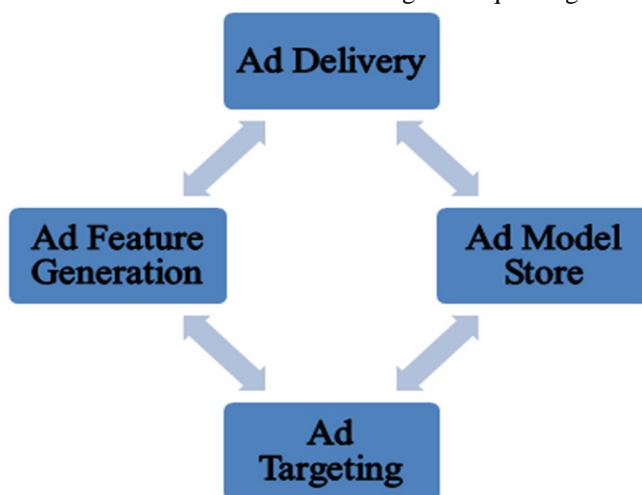 Ad Delivery
Ad Feature
Generation
Ad Model
Store
Ad
Targeting